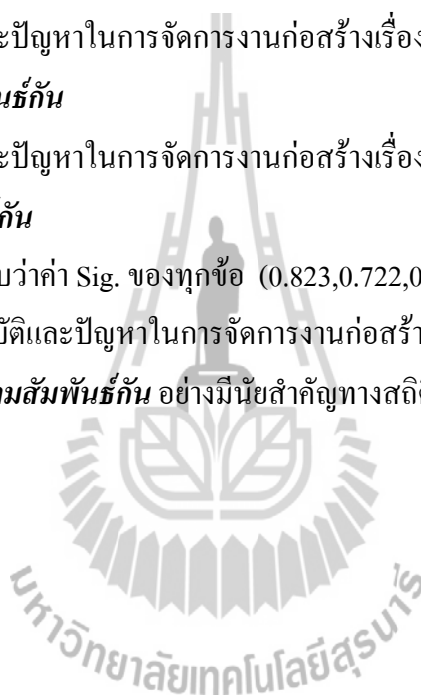 ะปัญหาในการจัดการงานก่อสร้างเรื่อง
นธ์กัน
ะปัญหาในการจัดการงานก่อสร้างเรื่อง
์กัน
บว่าค่า Sig. ของทุกข้อ (0.823,0.722,0
บัติและปัญหาในการจัดการงานก่อสร้า
ามสัมพันธ์กัน อย่างมีนัยสำคัญทางสถิ
มหาวิทยาลัยเทคโนโลยีสุรนารี